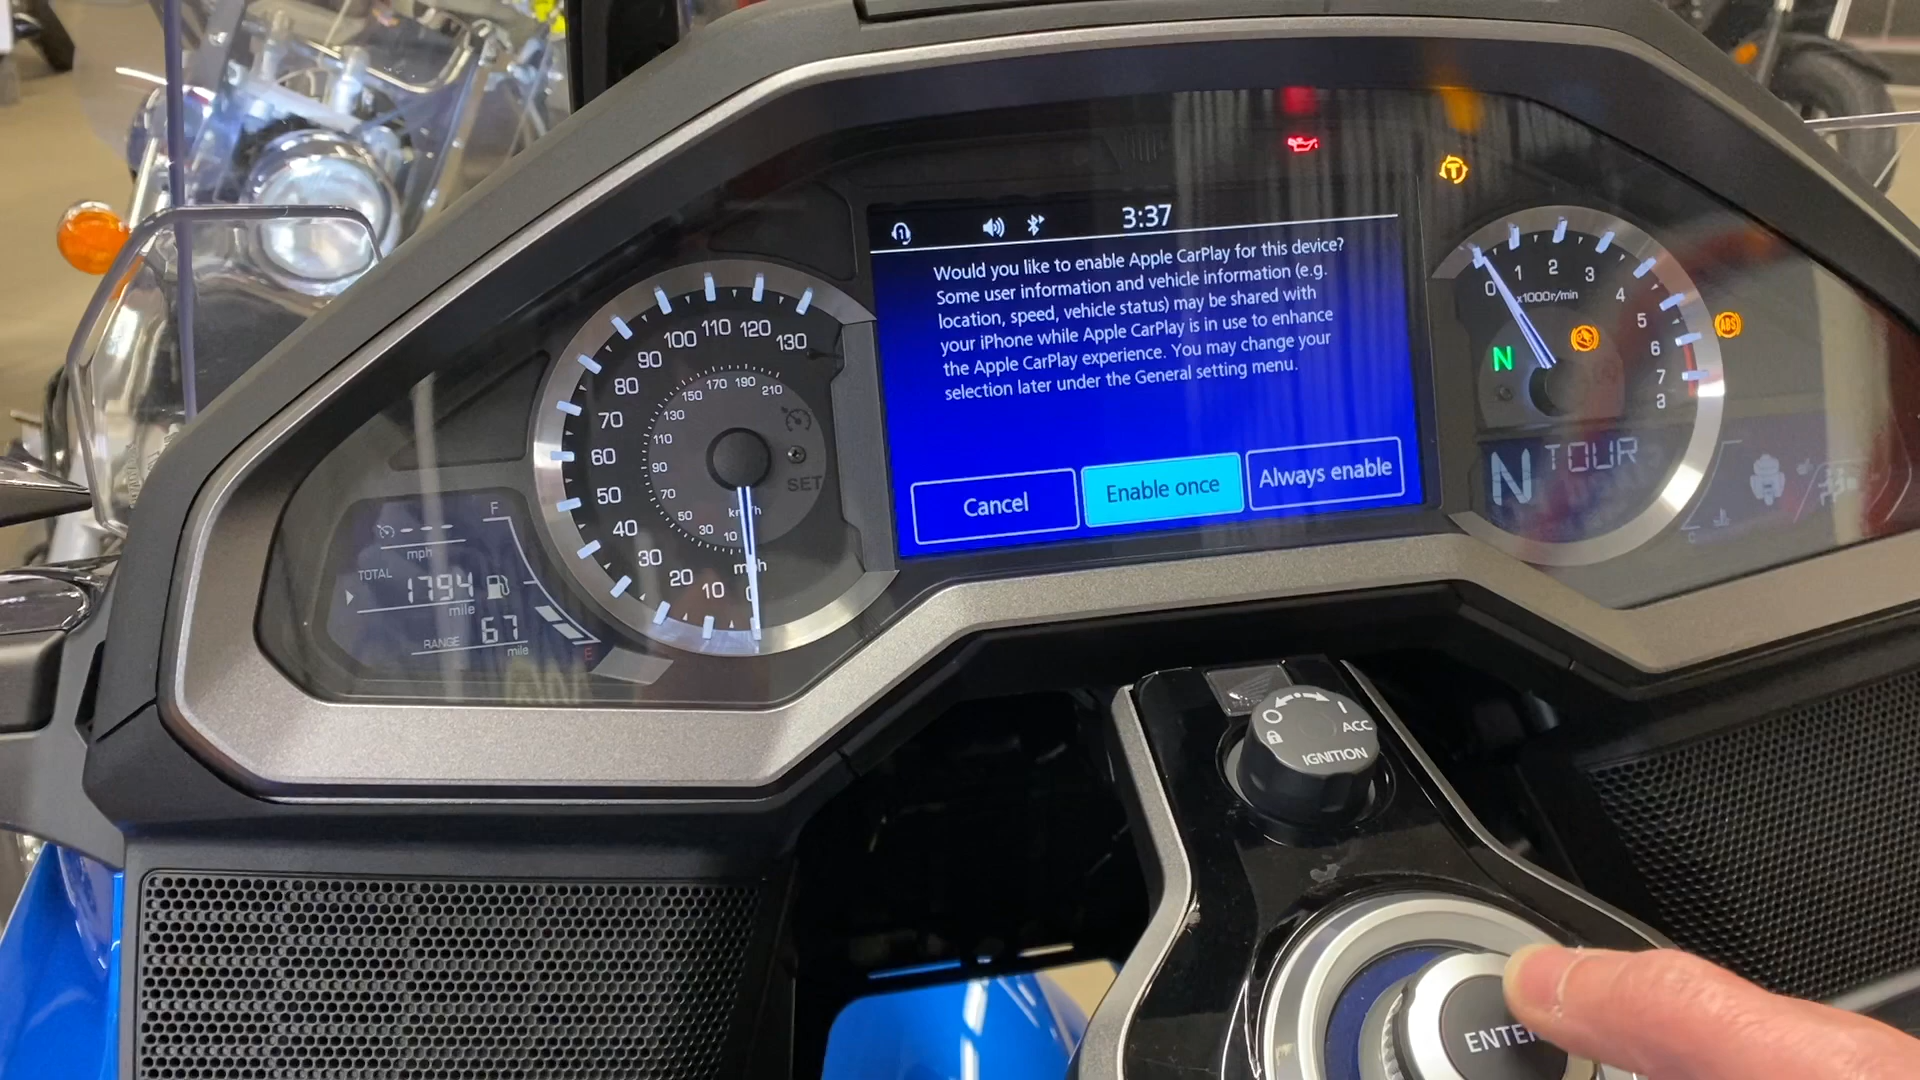 3:37
Would you like to enable Apple CarPlay for this device?
Some user information and vehicle information (e.g.
location, speed, vehicle status) may be shared with
your iPhone while Apple CarPlay is in use to enhance
the Apple CarPlay experience. You may change your
selection later under the General setting menu.
Cancel
Enable once
Always enable
130
120
110
100
90
80
70
60
50
40
30
20
10
0
mph
210
190
170
150
130
110
90
70
50
30
10
km/h
SET
F
E
---
mph
TOTAL
1794
mile
RANGE
67
mile
0
1
2
3
4
5
6
7
x1000r/min
N
ABS
N
TOUR
ACC
IGNITION
ENTER